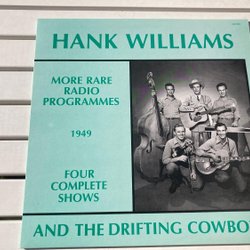 HANK WILLIAMS
MORE RARE
RADIO
PROGRAMMES
1949
FOUR
COMPLETE
SHOWS
AND THE DRIFTING COWBO